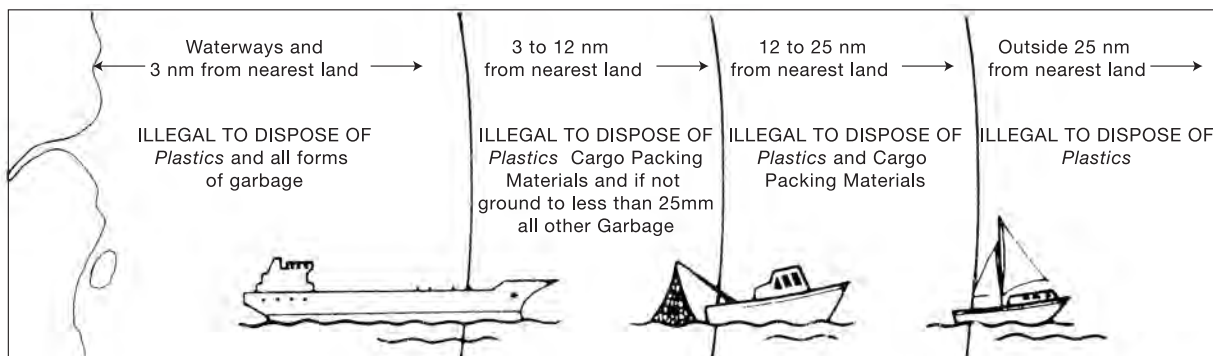 Waterways and
3 nm from nearest land
ILLEGAL TO DISPOSE OF
Plastics and all forms
of garbage
3 to 12 nm
from nearest land
ILLEGAL TO DISPOSE OF
Plastics Cargo Packing
Materials and if not
ground to less than 25mm
all other Garbage
12 to 25 nm
from nearest land
ILLEGAL TO DISPOSE OF
Plastics and Cargo
Packing Materials
Outside 25 nm
from nearest land
ILLEGAL TO DISPOSE OF
Plastics